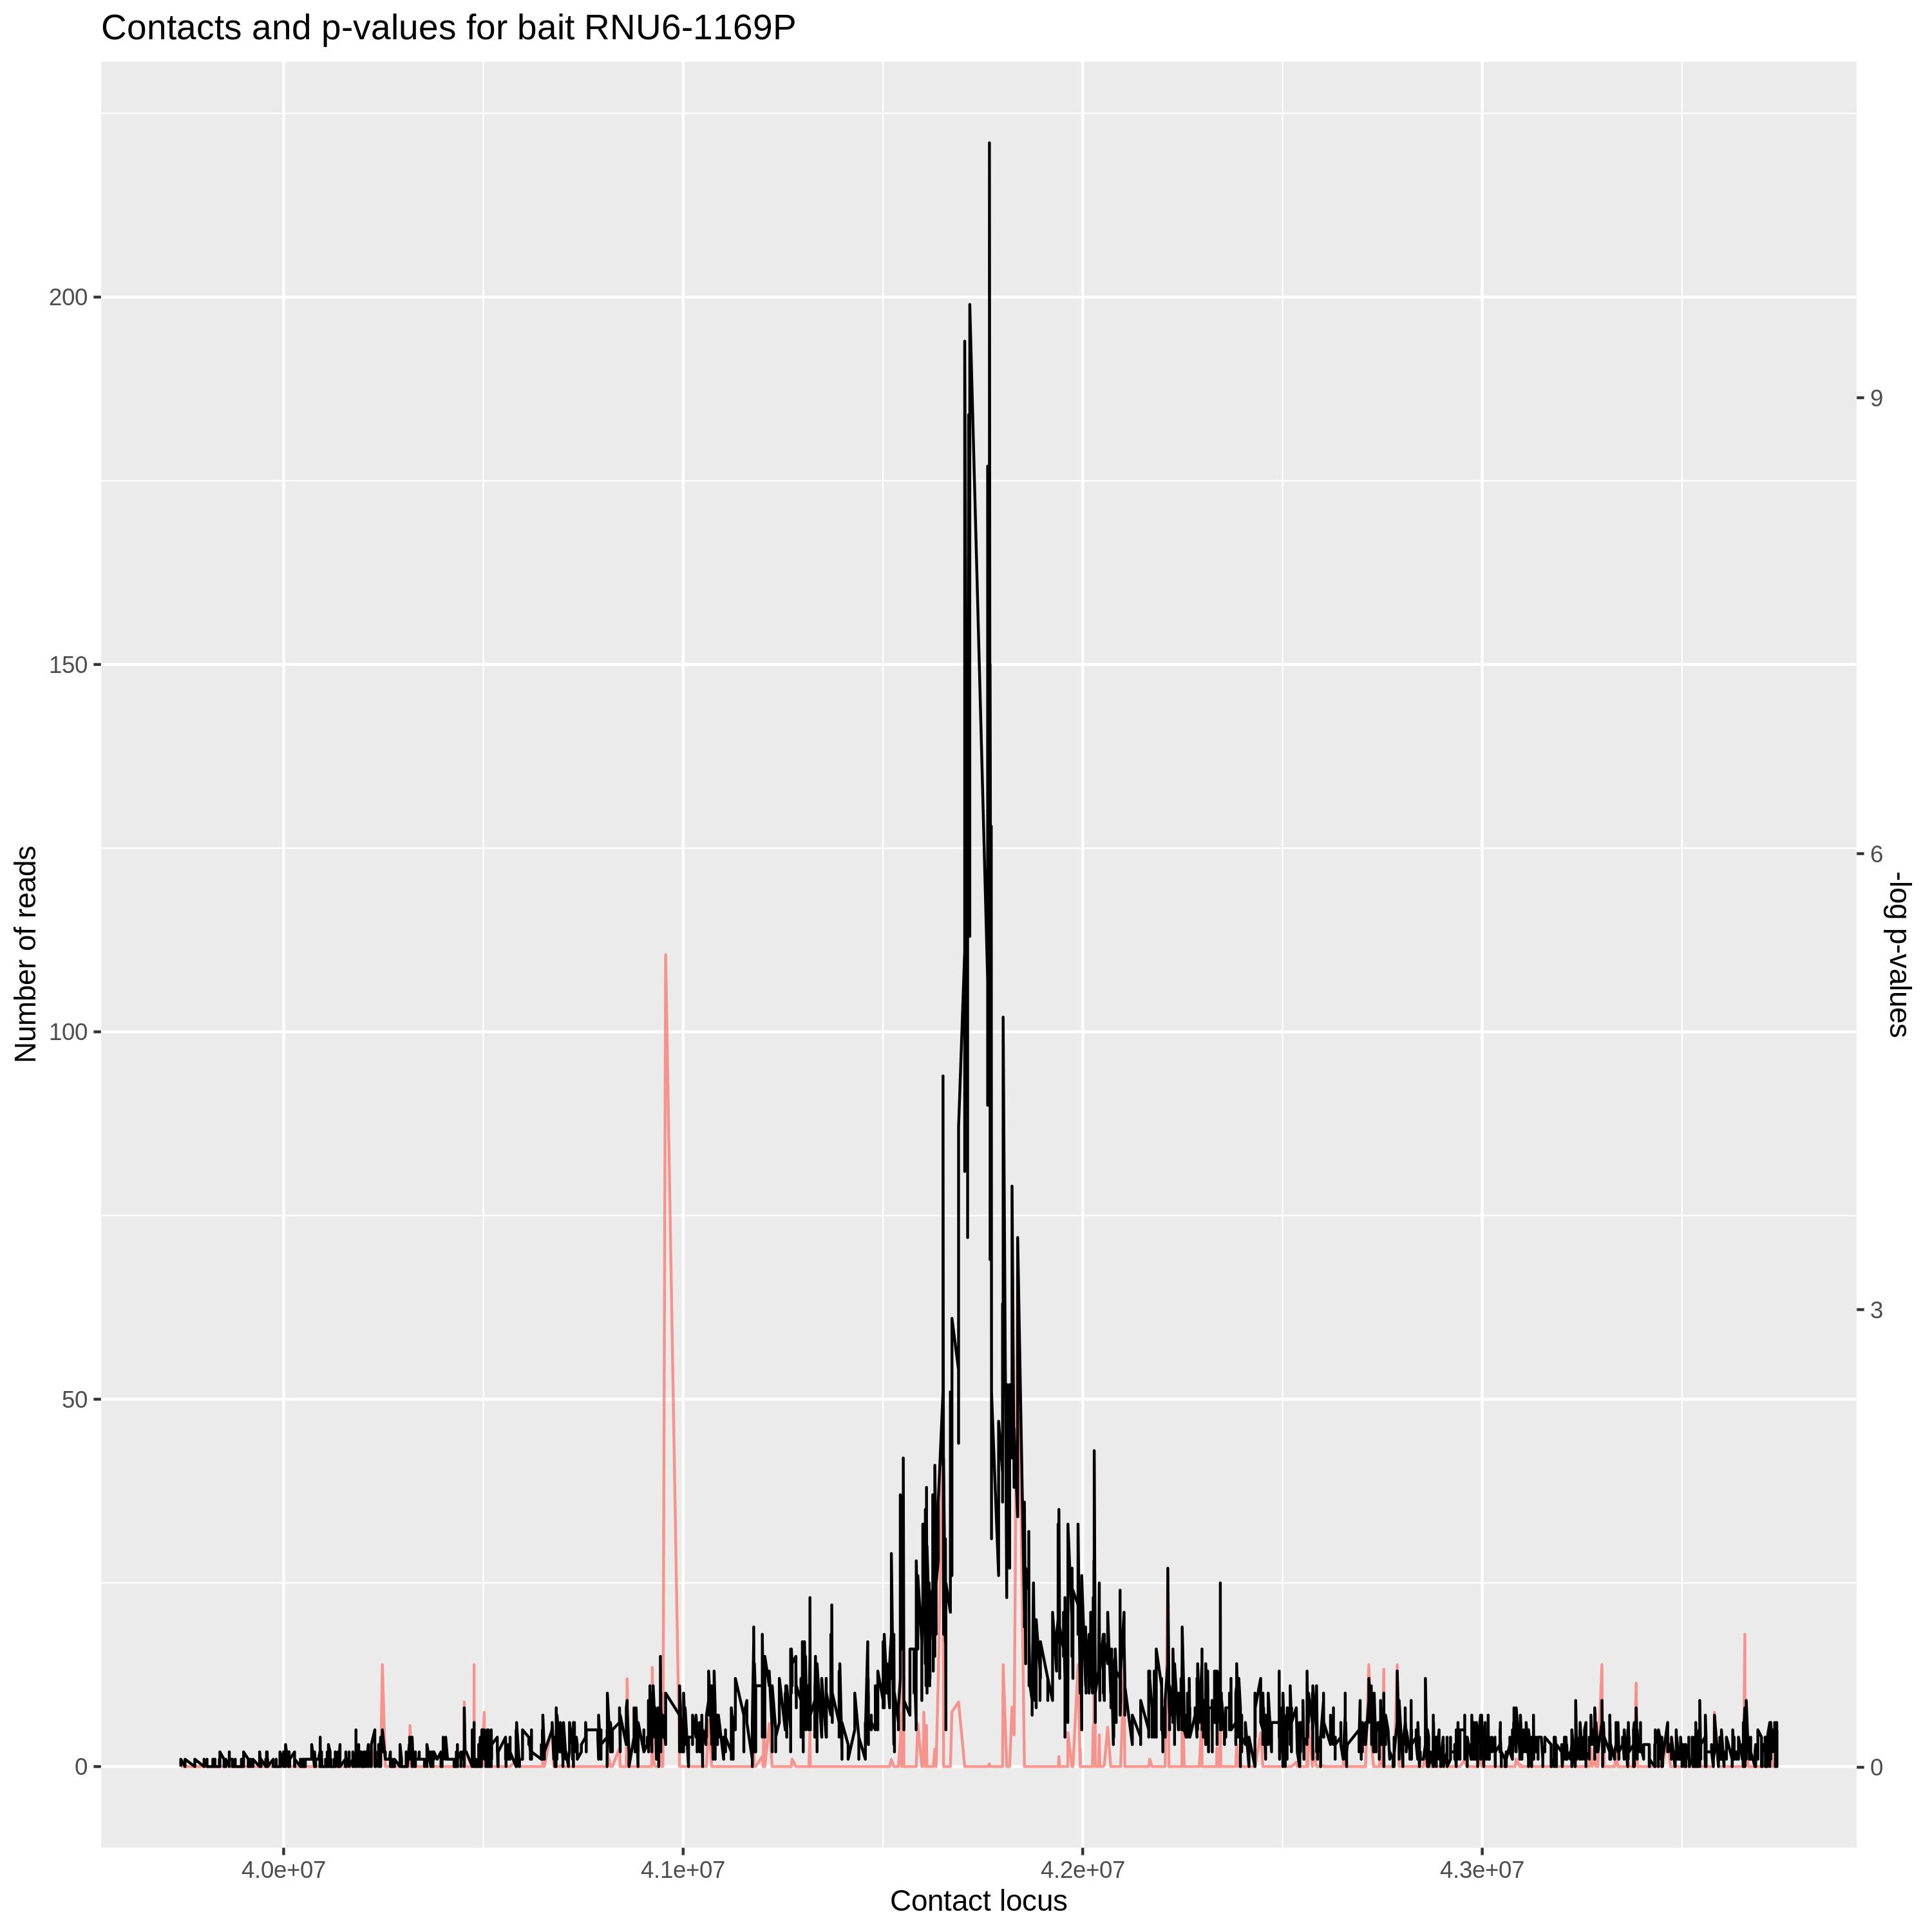 Contacts and p-values for bait RNU6-1169P
Number of reads
200
150
100
50
0
9
6
3
0
-log p-values
4.0e+07
4.1e+07
4.2e+07
4.3e+07
Contact locus